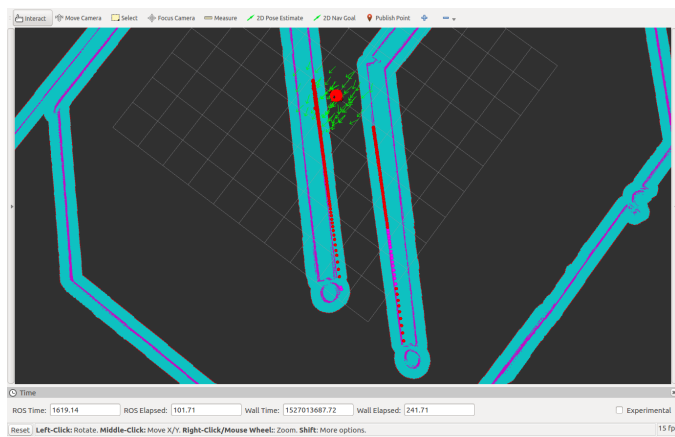 Interact Move Camera Select Focus Camera Measure 2D Pose Estimate 2D Nav Goal Publish Point
Time
ROS Time: 1619.14 ROS Elapsed: 101.71 Wall Time: 1527013687.72 Wall Elapsed: 241.71 Experimental
Reset Left-Click: Rotate. Middle-Click: Move X/Y. Right-Click/Mouse Wheel:: Zoom. Shift: More options. 15 fp